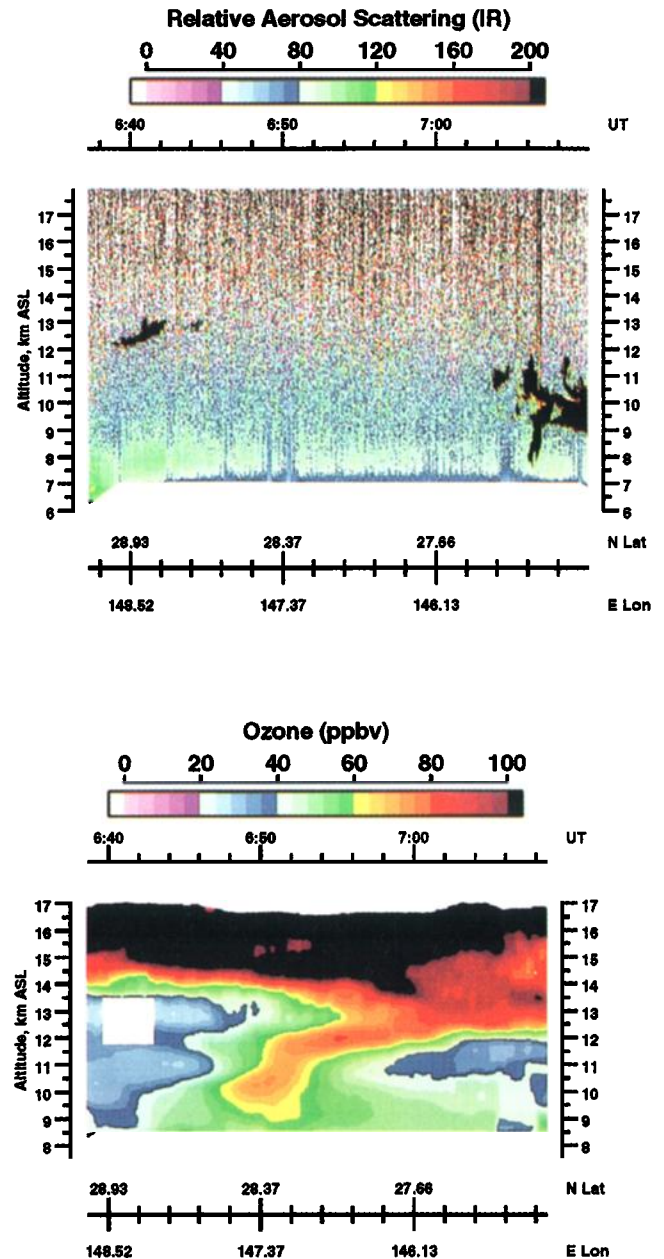 Relative Aerosol Scattering (IR)
0 40 80 120 160 200
6:40 6:50 7:00 UT
Altitude, km ASL
17 17
16 16
15 15
14 14
13 13
12 12
11 11
10 10
9 9
8 8
7 7
6 6
28.93 28.37 27.66 N Lat
148.52 147.37 146.13 E Lon
Ozone (ppbv)
0 20 40 60 80 100
6:40 6:50 7:00 UT
Altitude, km ASL
17 17
16 16
15 15
14 14
13 13
12 12
11 11
10 10
9 9
8 8
28.93 28.37 27.66 N Lat
148.52 147.37 146.13 E Lon